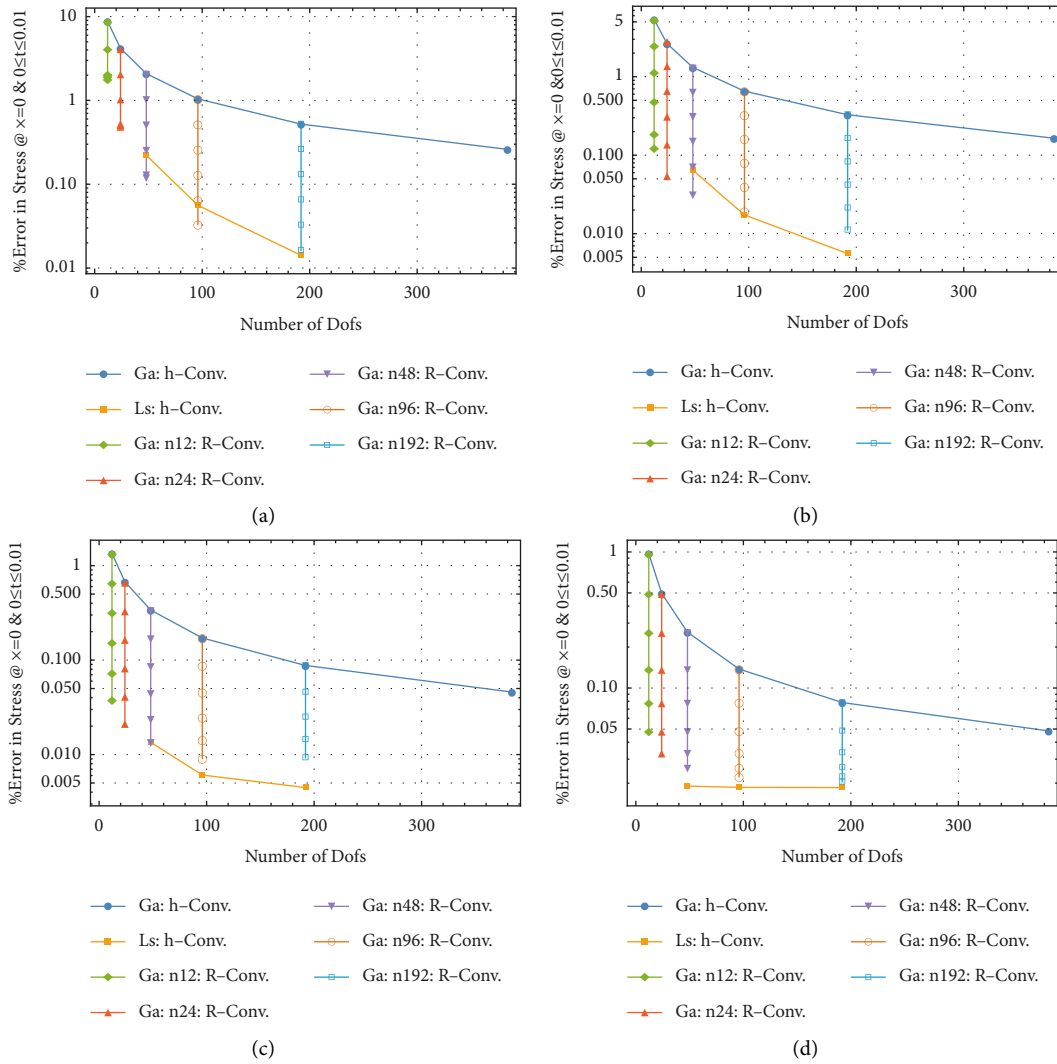 %Error in Stress @ ×=0 & 0≤t≤0.01
10
1
0.10
0.01
0
100
200
300
Number of Dofs
Ga: h–Conv.
Ls: h–Conv.
Ga: n12: R–Conv.
Ga: n24: R–Conv.
Ga: n48: R–Conv.
Ga: n96: R–Conv.
Ga: n192: R–Conv.
(a)
%Error in Stress @ ×=0 &0≤t≤0.01
5
1
0.500
0.100
0.050
0.010
0.005
0
100
200
300
Number of Dofs
Ga: h–Conv.
Ls: h–Conv.
Ga: n12: R–Conv.
Ga: n24: R–Conv.
Ga: n48: R–Conv.
Ga: n96: R–Conv.
Ga: n192: R–Conv.
(b)
%Error in Stress @ ×=0 & 0≤t≤0.01
1
0.500
0.100
0.050
0.010
0.005
0
100
200
300
Number of Dofs
Ga: h–Conv.
Ls: h–Conv.
Ga: n12: R–Conv.
Ga: n24: R–Conv.
Ga: n48: R–Conv.
Ga: n96: R–Conv.
Ga: n192: R–Conv.
(c)
%Error in Stress @ ×=0 & 0≤t≤0.01
1
0.50
0.10
0.05
0
100
200
300
Number of Dofs
Ga: h–Conv.
Ls: h–Conv.
Ga: n12: R–Conv.
Ga: n24: R–Conv.
Ga: n48: R–Conv.
Ga: n96: R–Conv.
Ga: n192: R–Conv.
(d)